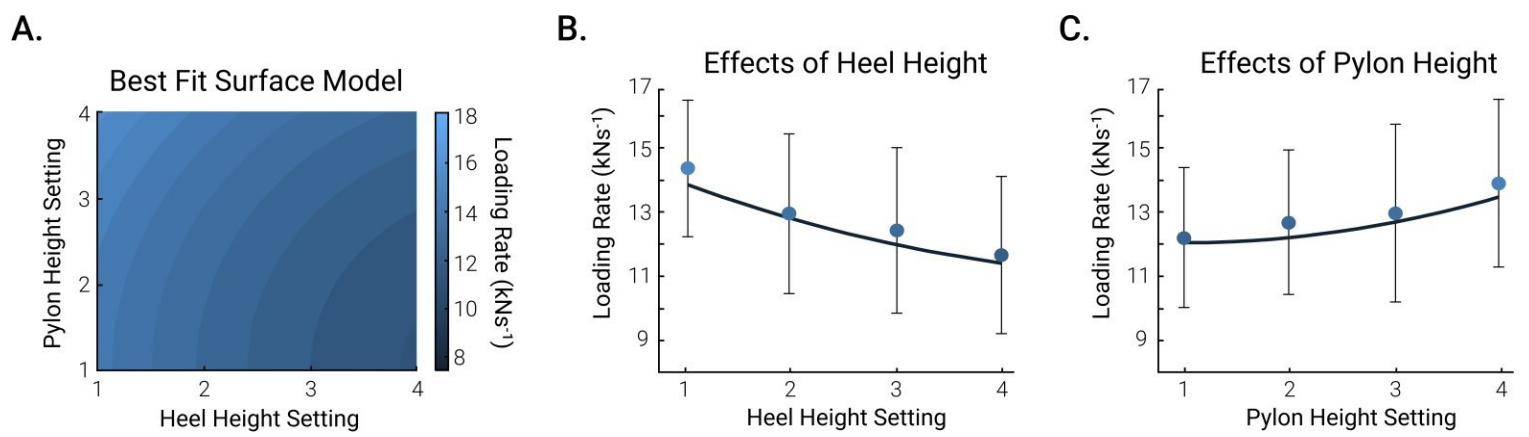 A.
Best Fit Surface Model
Pylon Height Setting
4
3
2
1
1 2 3 4
Heel Height Setting
18
16
14
12
10
8
Loading Rate (kNs⁻¹)
B.
Effects of Heel Height
Loading Rate (kNs⁻¹)
17
15
13
11
9
1 2 3 4
Heel Height Setting
C.
Effects of Pylon Height
Loading Rate (kNs⁻¹)
17
15
13
11
9
1 2 3 4
Pylon Height Setting